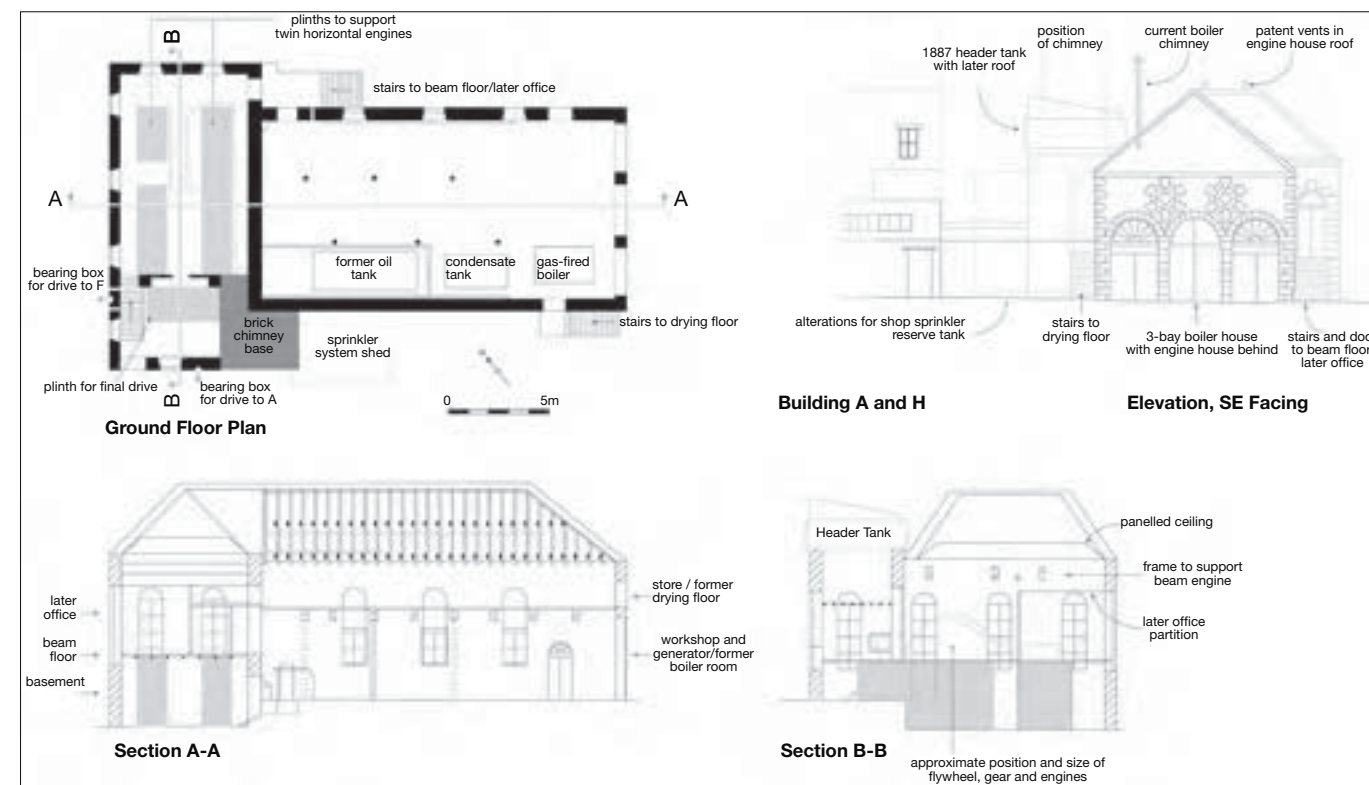 plinths to support
twin horizontal engines
B
stairs to beam floor/later office
A
A
bearing box
for drive to F
former oil
tank
condensate
tank
gas-fired
boiler
brick
chimney
base
sprinkler
system shed
stairs to drying floor
plinth for final drive
B
bearing box
for drive to A
0
5m
Ground Floor Plan
1887 header tank
with later roof
position
of chimney
current boiler
chimney
patent vents in
engine house roof
alterations for shop sprinkler
reserve tank
stairs to
drying floor
3-bay boiler house
with engine house behind
stairs and doo
to beam floor
later office
Building A and H
Elevation, SE Facing
later
office
beam
floor
basement
store / former
drying floor
workshop and
generator/former
boiler room
Section A-A
Header Tank
panelled ceiling
frame to support
beam engine
later office
partition
Section B-B
approximate position and size of
flywheel, gear and engines